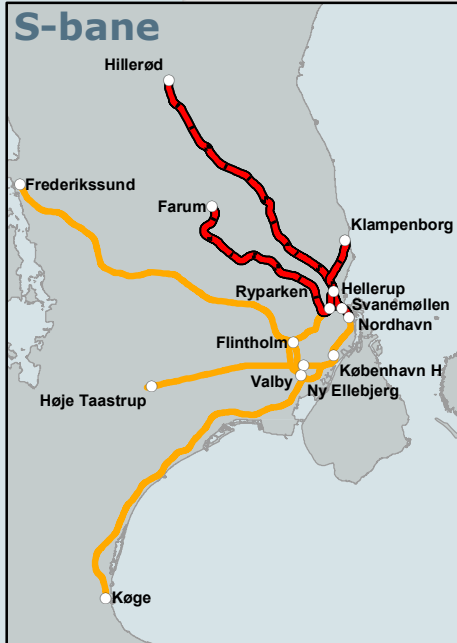 S-bane
Hillerød
Frederikssund
Farum
Klampenborg
Hellerup
Ryparken
Svanemøllen
Nordhavn
Flintholm
København H
Valby
Ny Ellebjerg
Høje Taastrup
Køge